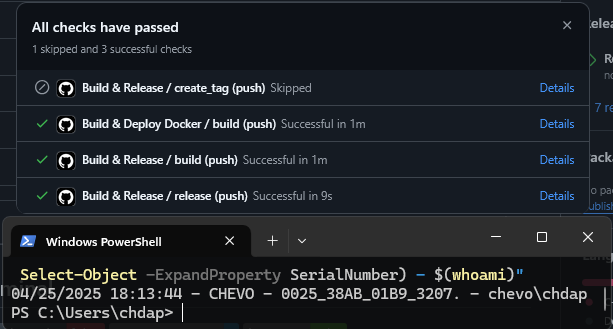 All checks have passed
1 skipped and 3 successful checks
Build & Release / create_tag (push) Skipped Details
Build & Deploy Docker / build (push) Successful in 1m Details
Build & Release / build (push) Successful in 1m Details
Build & Release / release (push) Successful in 9s Details
Windows PowerShell
Select-Object -ExpandProperty SerialNumber) - $(whoami)"
04/25/2025 18:13:44 - CHEVO - 0025_38AB_01B9_3207. - chevo\chdap
PS C:\Users\chdap>